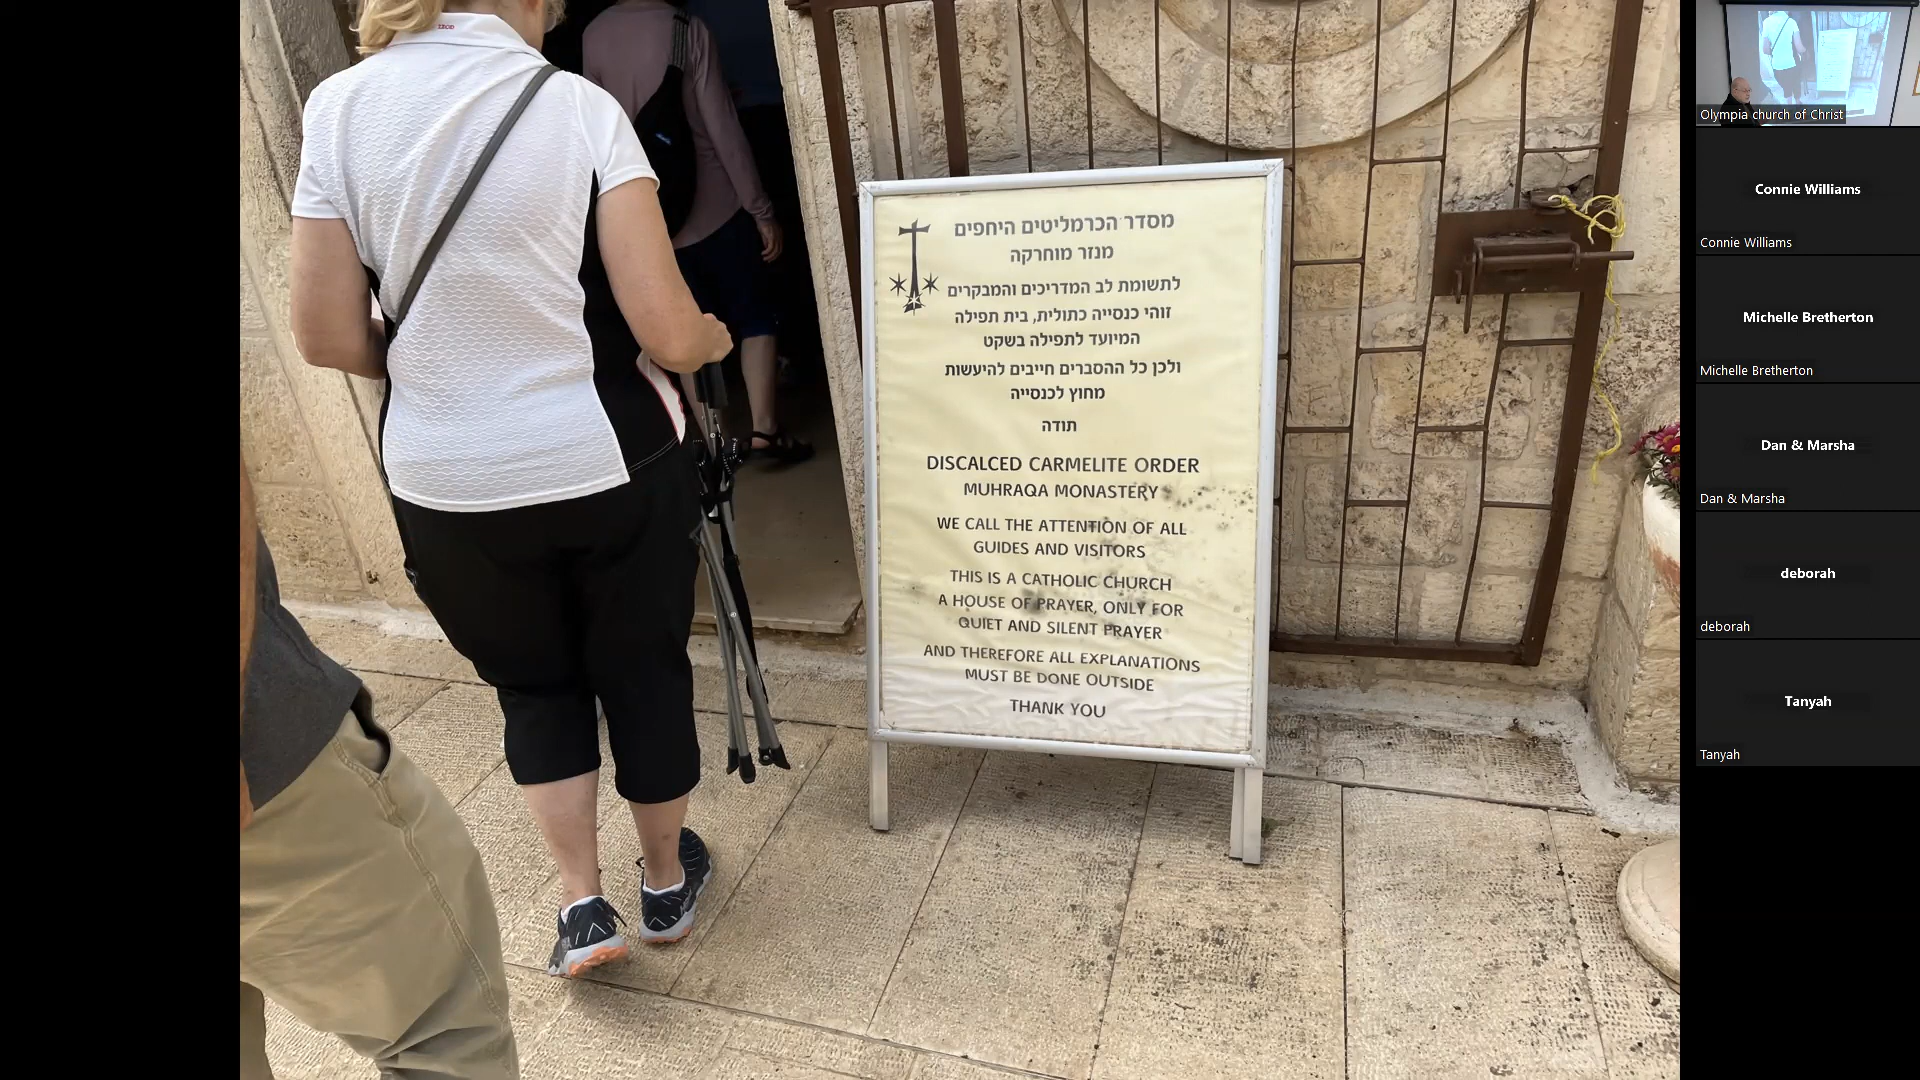 IZOD
מסדר הכרמליטים היחפים
מנזר מוחרקה
לתשומת לב המדריכים והמבקרים
זוהי כנסייה כתולית, בית תפילה
המיועד לתפילה בשקט
ולכן כל ההסברים חייבים להיעשות
מחוץ לכנסייה
תודה
DISCALCED CARMELITE ORDER
MUHRAQA MONASTERY
WE CALL THE ATTENTION OF ALL
GUIDES AND VISITORS
THIS IS A CATHOLIC CHURCH
A HOUSE OF PRAYER, ONLY FOR
QUIET AND SILENT PRAYER
AND THEREFORE ALL EXPLANATIONS
MUST BE DONE OUTSIDE
THANK YOU
Olympia church of Christ
Connie Williams
Connie Williams
Michelle Bretherton
Michelle Bretherton
Dan & Marsha
Dan & Marsha
deborah
deborah
Tanyah
Tanyah